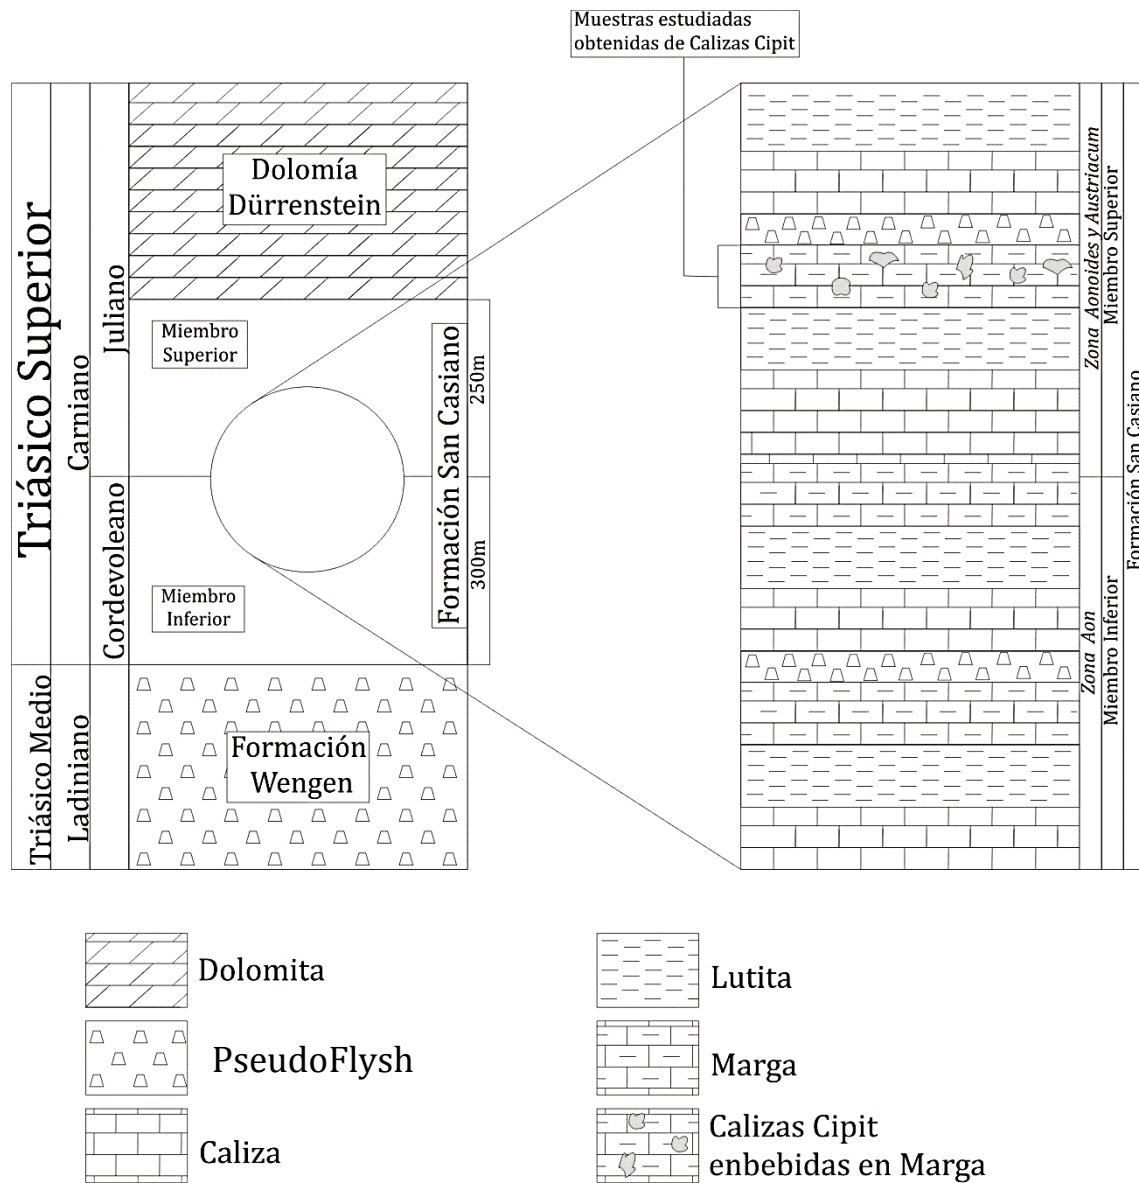 Muestras estudiadas
obtenidas de Calizas Cipit
Triásico Superior
Carniano
Juliano
Cordevoleano
Dolomía
Dürrenstein
Miembro
Superior
Miembro
Inferior
Formación San Casiano
250m
300m
Triásico Medio
Ladiniano
Formación
Wengen
Zona Aonoides y Austriacum
Miembro Superior
Zona Aon
Miembro Inferior
Formación San Casiano
Dolomita
PseudoFlysh
Caliza
Lutita
Marga
Calizas Cipit
enbebidas en Marga